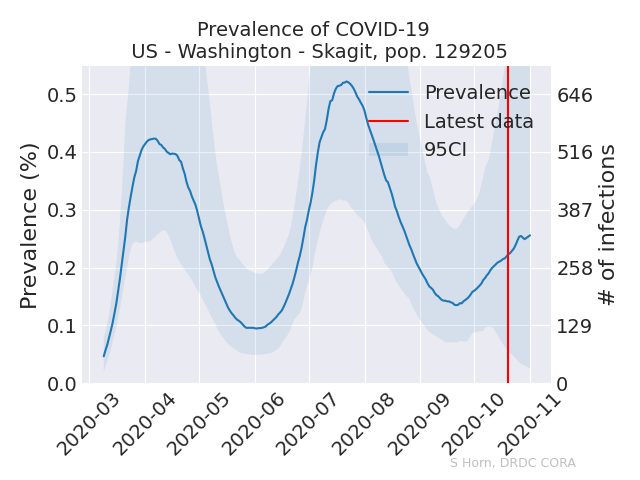 Prevalence of COVID-19
US - Washington - Skagit, pop. 129205
Prevalence (%)
0.5
0.4
0.3
0.2
0.1
0.0
Prevalence
Latest data
95CI
646
516
387
258
129
0
# of infections
2020-03
2020-04
2020-05
2020-06
2020-07
2020-08
2020-09
2020-10
2020-11
S Horn, DRDC CORA